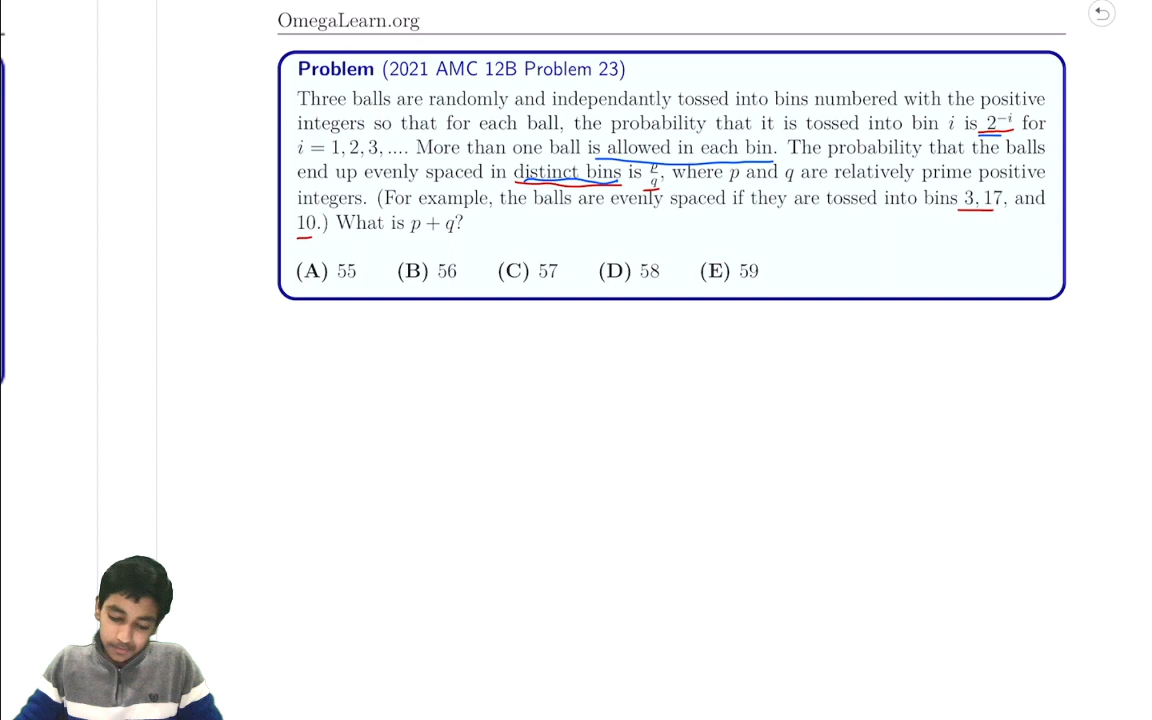 OmegaLearn.org
Problem (2021 AMC 12B Problem 23)
Three balls are randomly and independantly tossed into bins numbered with the positive
integers so that for each ball, the probability that it is tossed into bin i is 2⁻ⁱ for
i = 1, 2, 3, .... More than one ball is allowed in each bin. The probability that the balls
end up evenly spaced in distinct bins is p/q, where p and q are relatively prime positive
integers. (For example, the balls are evenly spaced if they are tossed into bins 3, 17, and
10.) What is p + q?
(A) 55 (B) 56 (C) 57 (D) 58 (E) 59